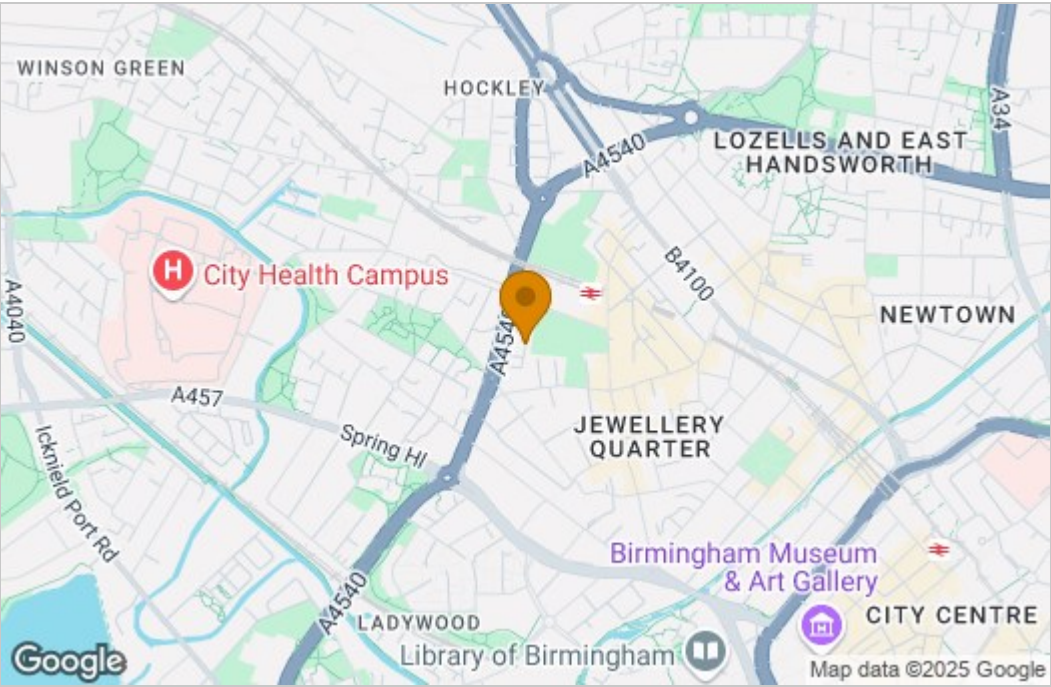 WINSON GREEN
HOCKLEY
A34
LOZELLS AND EAST
HANDSWORTH
A4540
H
City Health Campus
B4100
A4040
NEWTOWN
A454
A457
JEWELLERY
QUARTER
Spring Hl
Icknield Port Rd
Birmingham Museum
& Art Gallery
A4540
CITY CENTRE
LADYWOOD
Library of Birmingham
Google
Map data ©2025 Google